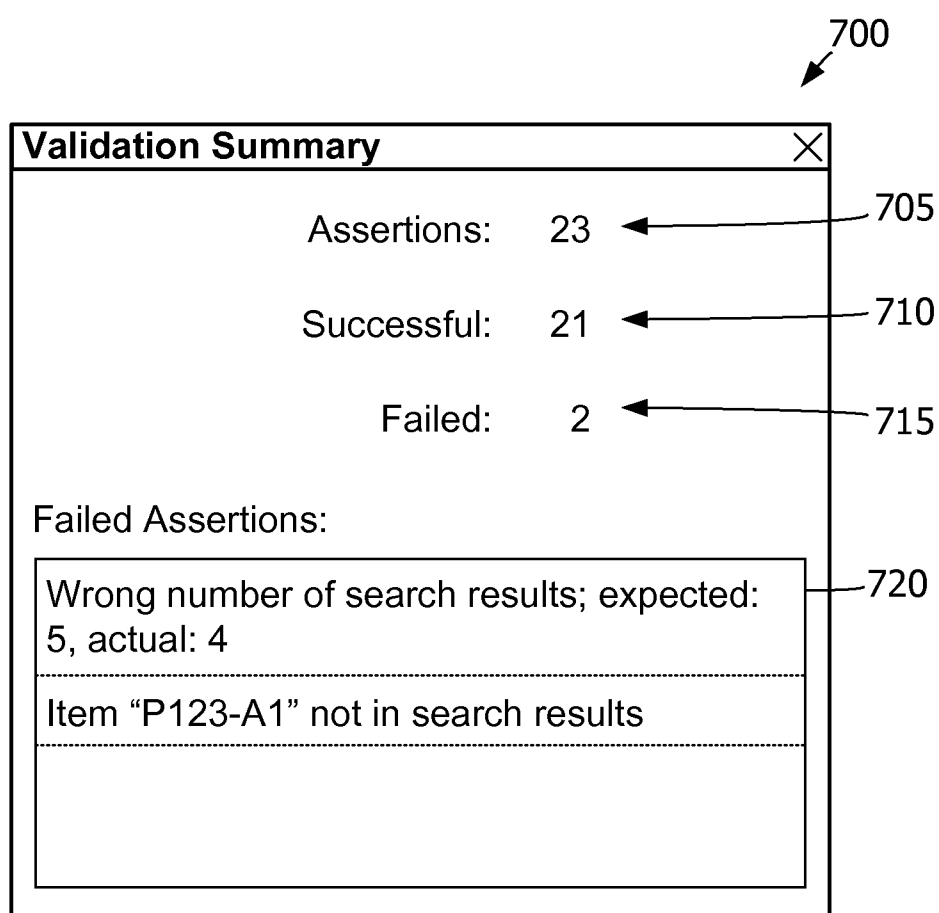 700
Validation Summary
Assertions: 23
705
Successful: 21
710
Failed: 2
715
Failed Assertions:
Wrong number of search results; expected:
5, actual: 4
720
Item “P123-A1” not in search results